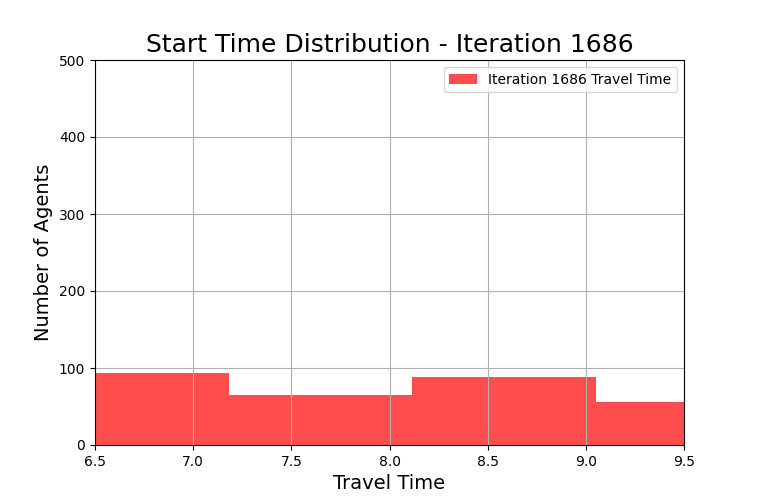 Start Time Distribution - Iteration 1686
Iteration 1686 Travel Time
Number of Agents
500
400
300
200
100
0
6.5 7.0 7.5 8.0 8.5 9.0 9.5
Travel Time